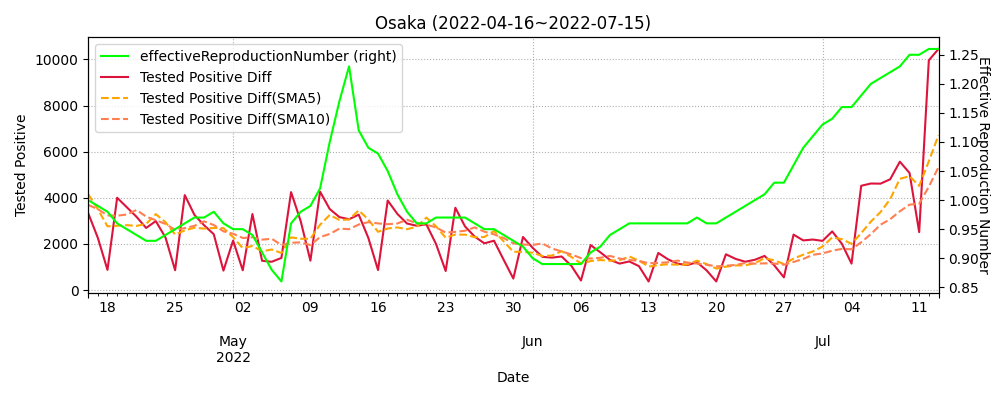 Osaka (2022-04-16~2022-07-15)
effectiveReproductionNumber (right)
Tested Positive Diff
Tested Positive Diff(SMA5)
Tested Positive Diff(SMA10)
Tested Positive
10000
8000
6000
4000
2000
0
Effective Reproduction Number
1.25
1.20
1.15
1.10
1.05
1.00
0.95
0.90
0.85
18 25 02 09 16 23 30 06 13 20 27 04 11
May Jun Jul
2022
Date